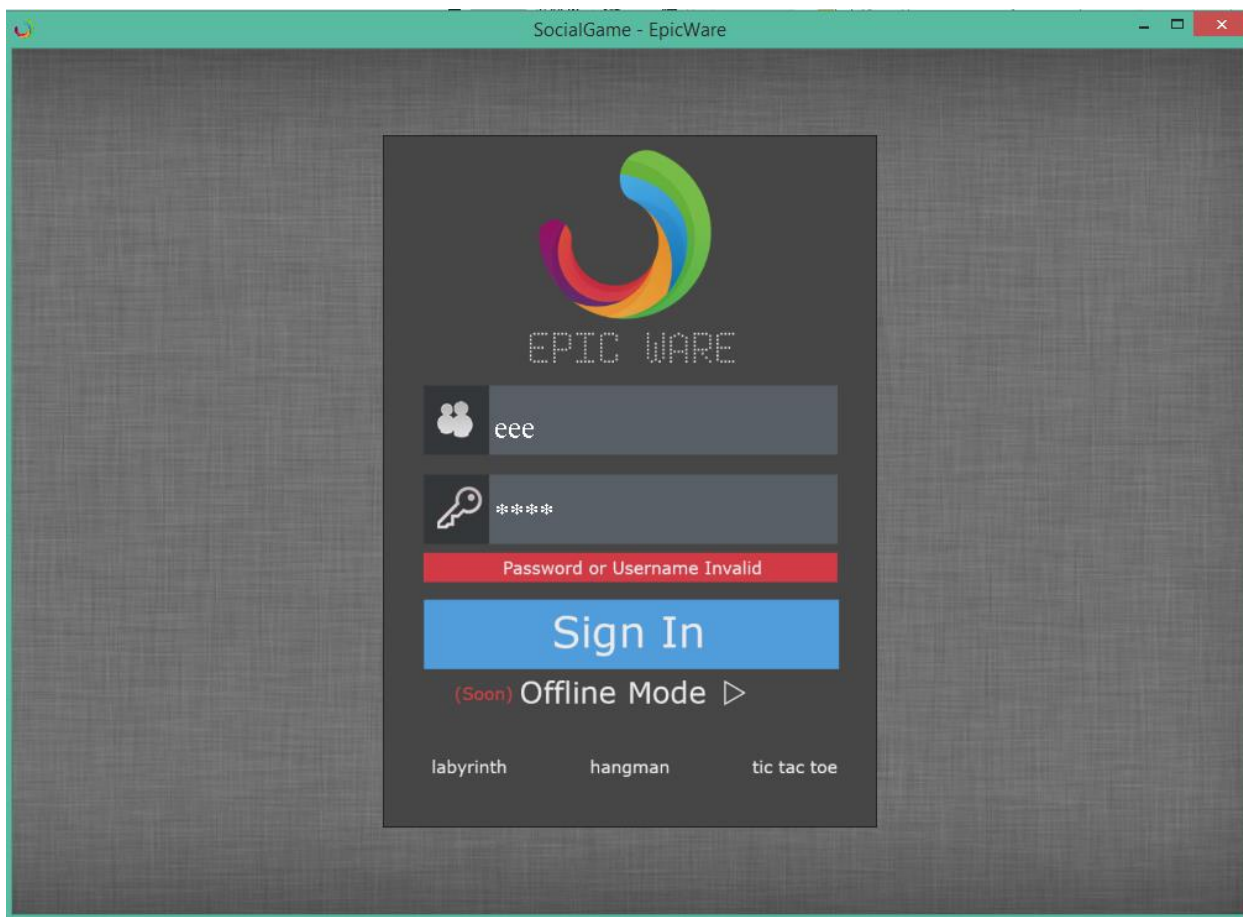 SocialGame - EpicWare
EPIC WARE
eee
****
Password or Username Invalid
Sign In
(Soon) Offline Mode
labyrinth hangman tic tac toe